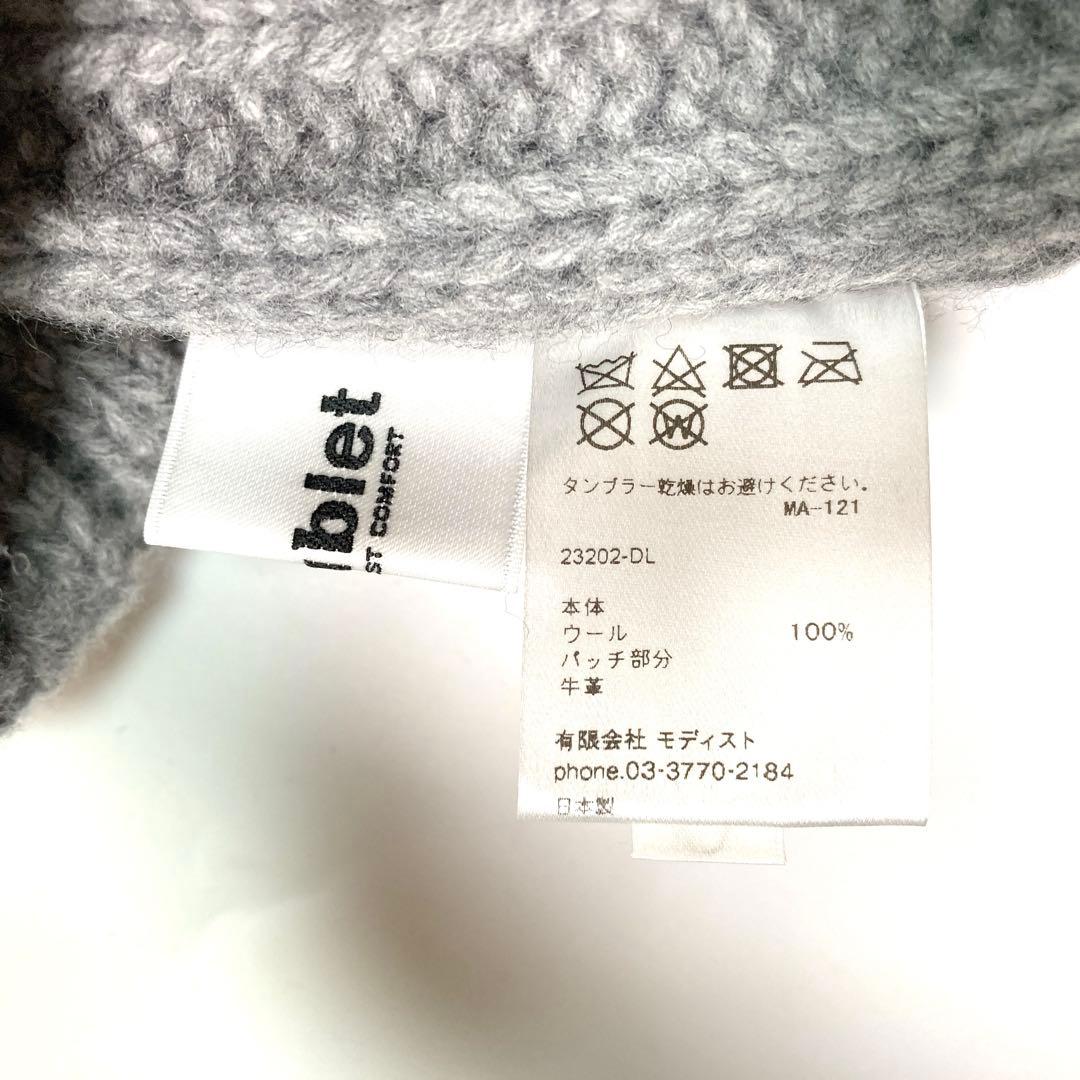 blet
ST COMFORT
W
タンブラー乾燥はお避けください。
MA-121
23202-DL
本体
ウール 100%
パッチ部分
牛革
有限会社 モディスト
phone.03-3770-2184
日本製